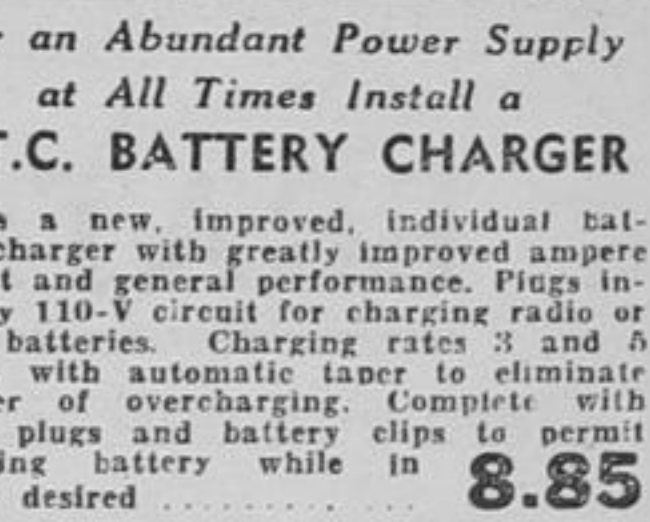 an Abundant Power Supply
at All Times Install a
T.C. BATTERY CHARGER
s a new, improved, individual bat-
charger with greatly improved ampere
t and general performance. Plugs in-
y 110-V circuit for charging radio or
batteries. Charging rates 3 and 5
with automatic taper to eliminate
er of overcharging. Complete with
plugs and battery clips to permit
ing battery while in
desired .......... 8.85